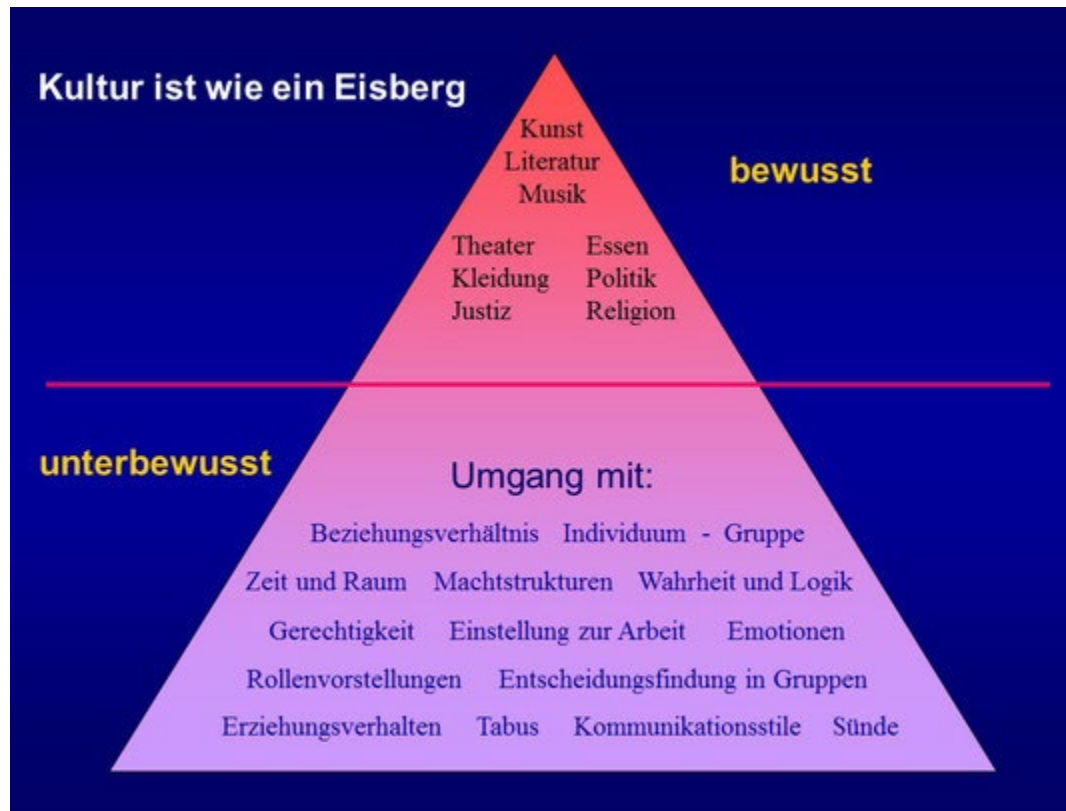 Kultur ist wie ein Eisberg
Kunst
Literatur
Musik
bewusst
Theater Essen
Kleidung Politik
Justiz Religion
unterbewusst
Umgang mit:
Beziehungsverhältnis Individuum - Gruppe
Zeit und Raum Machtstrukturen Wahrheit und Logik
Gerechtigkeit Einstellung zur Arbeit Emotionen
Rollenvorstellungen Entscheidungsfindung in Gruppen
Erziehungsverhalten Tabus Kommunikationsstile Sünde